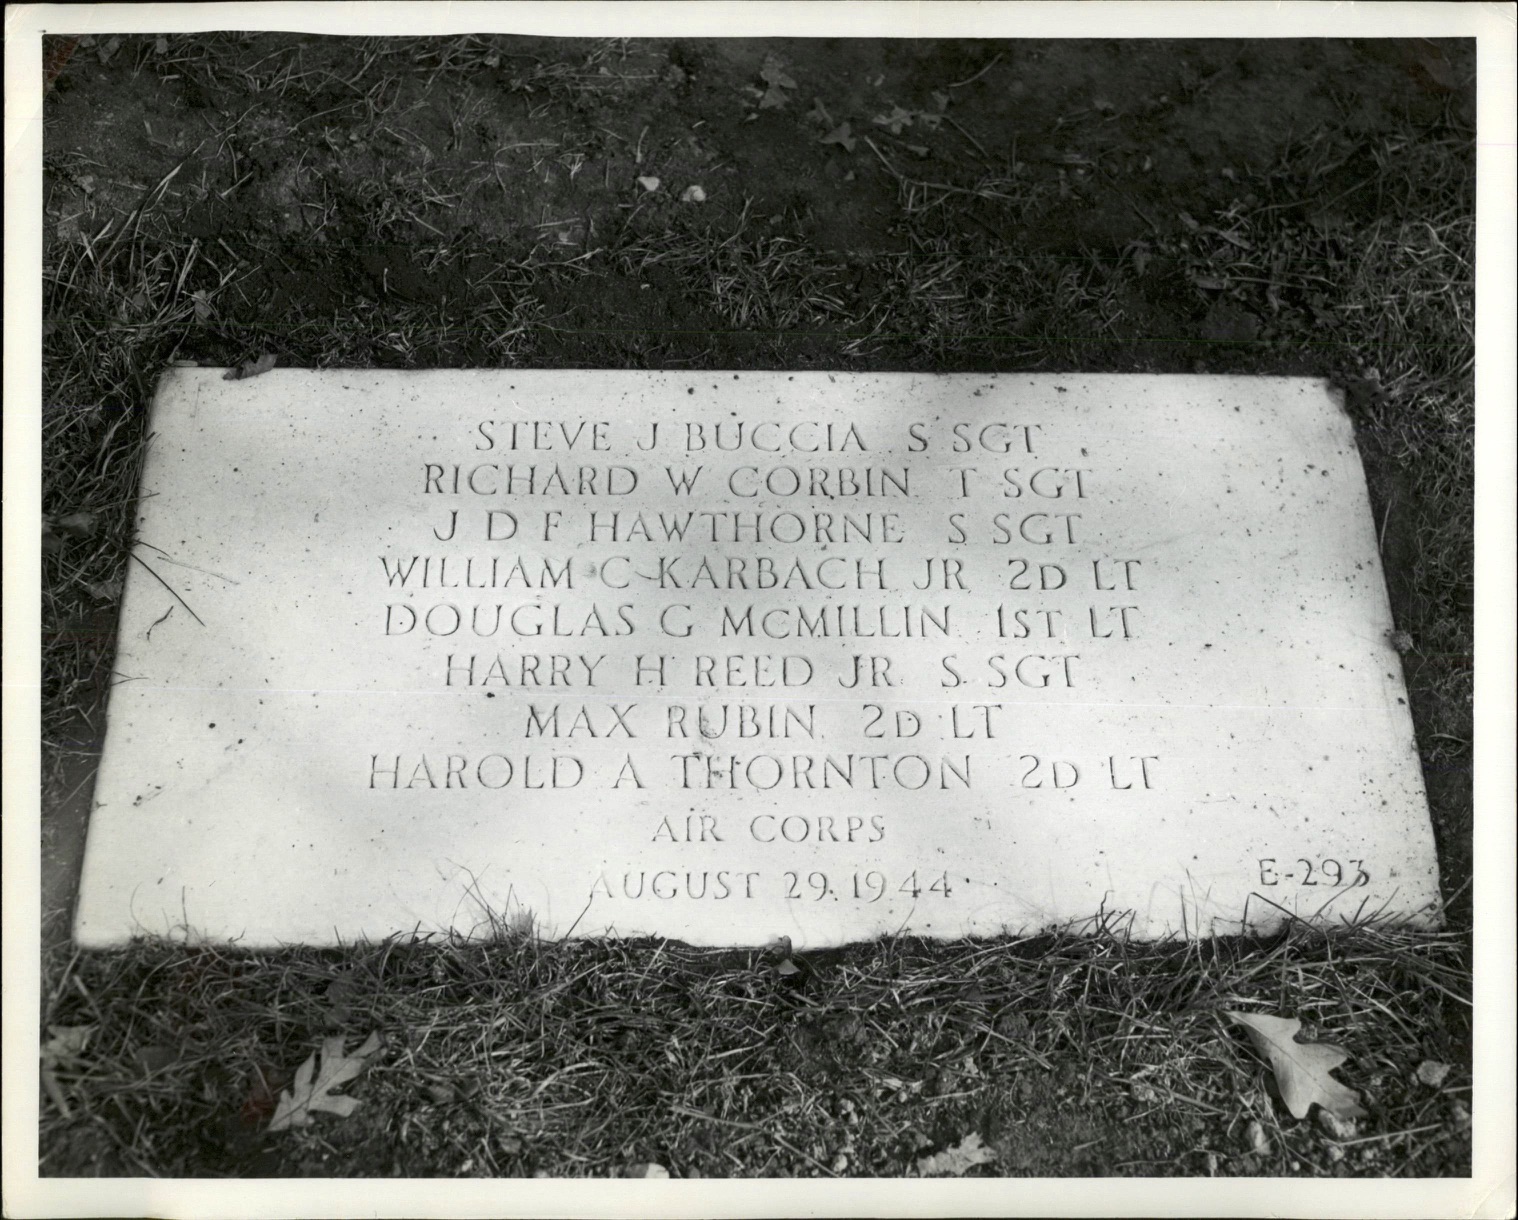 STEVE J BUCCIA S SGT
RICHARD W CORBIN T SGT
J D F HAWTHORNE S SGT
WILLIAM C KARBACH JR 2D LT
DOUGLAS G MCMILLIN 1ST LT
HARRY H REED JR S SGT
MAX RUBIN 2D LT
HAROLD A THORNTON 2D LT
AIR CORPS
AUGUST 29, 1944
E-293